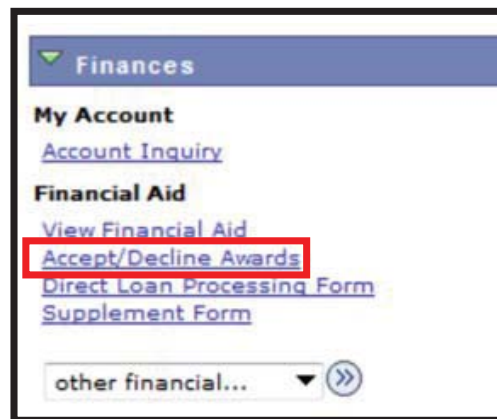 Finances
My Account
Account Inquiry
Financial Aid
View Financial Aid
Accept/Decline Awards
Direct Loan Processing Form
Supplement Form
other financial...